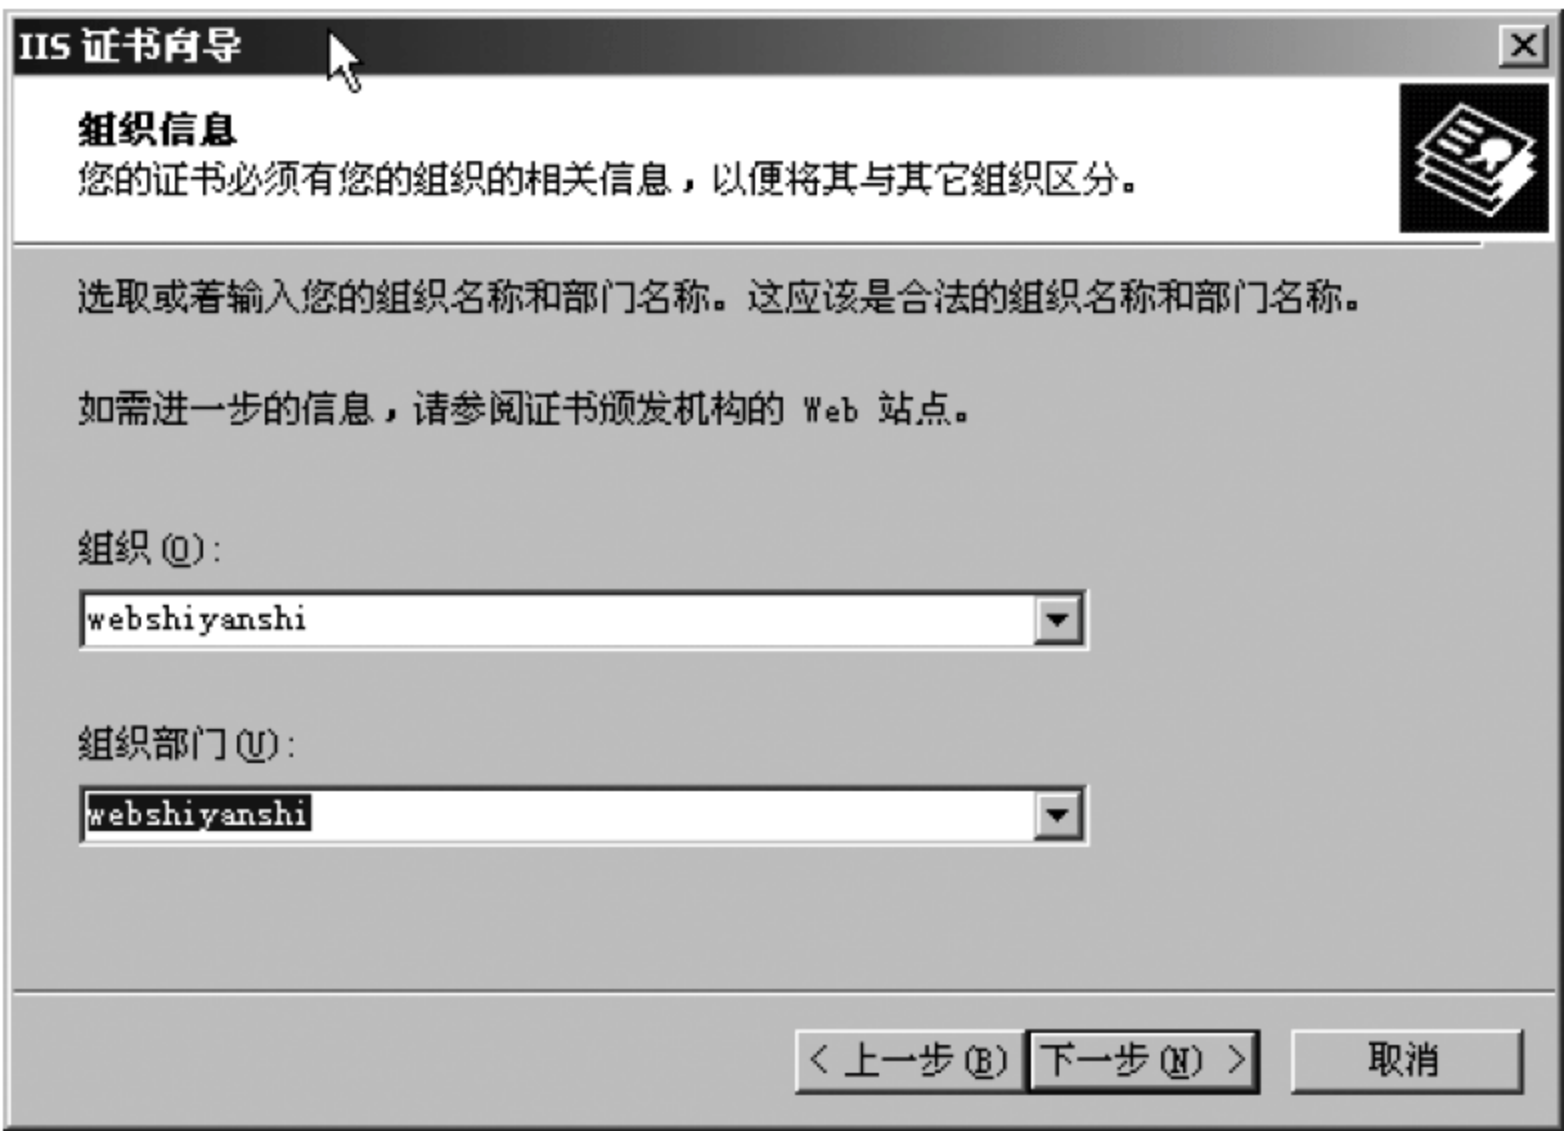 IIS 证书向导
组织信息
您的证书必须有您的组织的相关信息，以便将其与其它组织区分。
选取或者输入您的组织名称和部门名称。这应该是合法的组织名称和部门名称。
如需进一步的信息，请参阅证书颁发机构的 Web 站点。
组织(O):
webshiyanshi
组织部门(U):
webshiyanshi
< 上一步(B) 下一步(N) > 取消